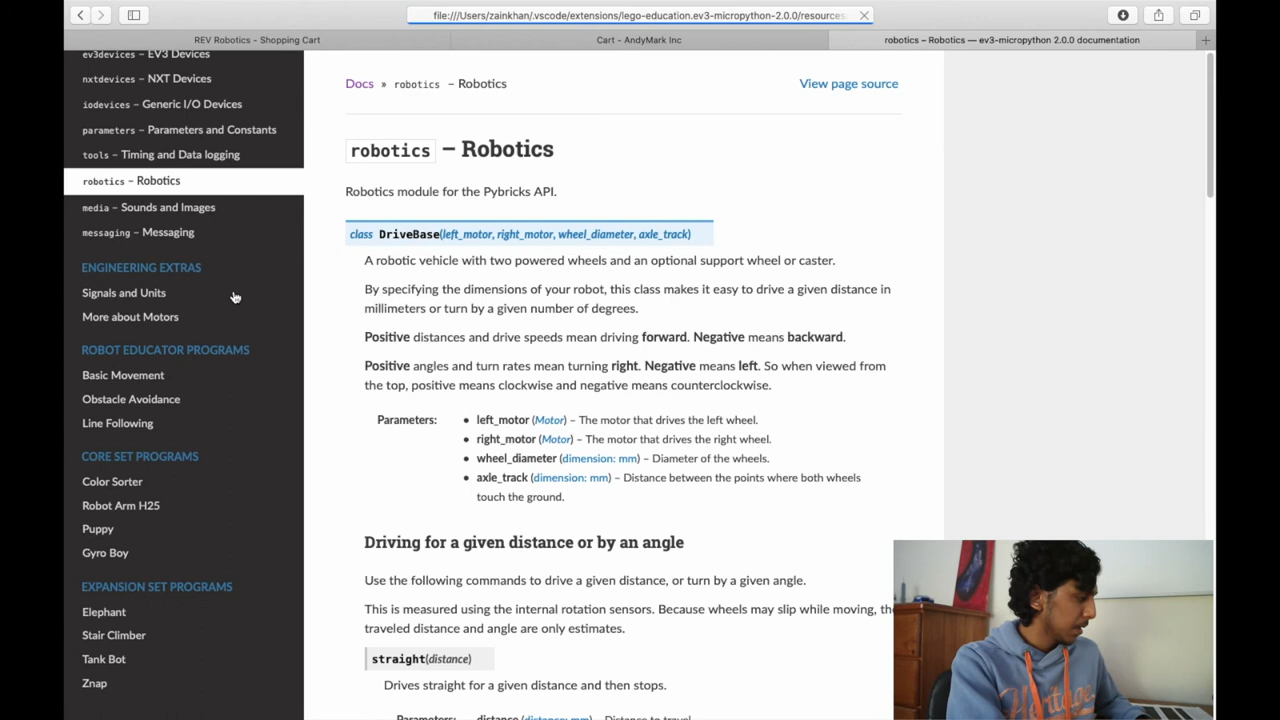 file:///Users/zainkhan/.vscode/extensions/lego-education.ev3-micropython-2.0.0/resources
REV Robotics - Shopping Cart
Cart - AndyMark Inc
robotics – Robotics — ev3-micropython 2.0.0 documentation
ev3devices – EV3 Devices
nxtdevices – NXT Devices
iodevices – Generic I/O Devices
parameters – Parameters and Constants
tools – Timing and Data logging
robotics – Robotics
media – Sounds and Images
messaging – Messaging
ENGINEERING EXTRAS
Signals and Units
More about Motors
ROBOT EDUCATOR PROGRAMS
Basic Movement
Obstacle Avoidance
Line Following
CORE SET PROGRAMS
Color Sorter
Robot Arm H25
Puppy
Gyro Boy
EXPANSION SET PROGRAMS
Elephant
Stair Climber
Tank Bot
Znap
Docs » robotics – Robotics
View page source
robotics – Robotics
Robotics module for the Pybricks API.
class DriveBase(left_motor, right_motor, wheel_diameter, axle_track)
A robotic vehicle with two powered wheels and an optional support wheel or caster.
By specifying the dimensions of your robot, this class makes it easy to drive a given distance in
millimeters or turn by a given number of degrees.
Positive distances and drive speeds mean driving forward. Negative means backward.
Positive angles and turn rates mean turning right. Negative means left. So when viewed from
the top, positive means clockwise and negative means counterclockwise.
Parameters: • left_motor (Motor) – The motor that drives the left wheel.
• right_motor (Motor) – The motor that drives the right wheel.
• wheel_diameter (dimension: mm) – Diameter of the wheels.
• axle_track (dimension: mm) – Distance between the points where both wheels
touch the ground.
Driving for a given distance or by an angle
Use the following commands to drive a given distance, or turn by a given angle.
This is measured using the internal rotation sensors. Because wheels may slip while moving, the
traveled distance and angle are only estimates.
straight(distance)
Drives straight for a given distance and then stops.
Parameters: distance (distance: mm) – Distance to travel
Heritage